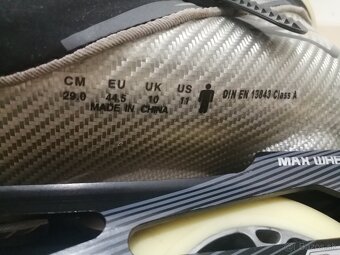 CM EU UK US
29.0 44.5 10 11
MADE IN CHINA
DIN EN 13843 Class A
MAX WHE